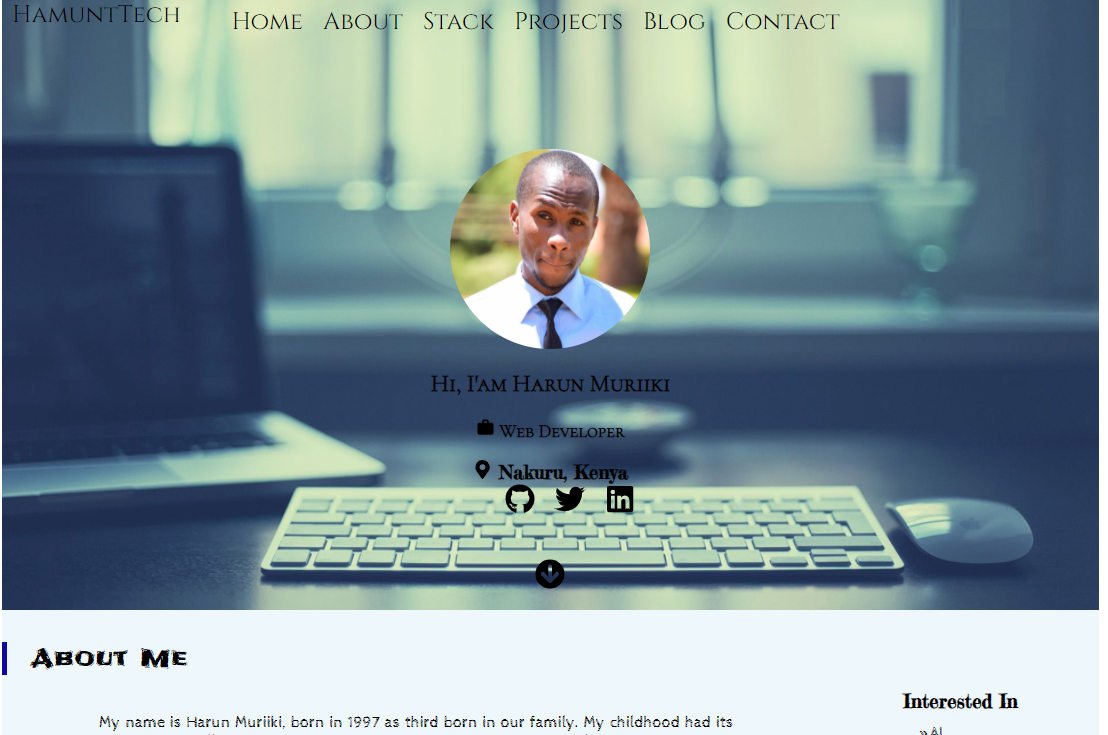 HamuntTech
Home About Stack Projects Blog Contact
Hi, I'am Harun Muriiki
Web Developer
Nakuru, Kenya
in
About Me
Interested In
My name is Harun Muriiki, born in 1997 as third born in our family. My childhood had its
» AI